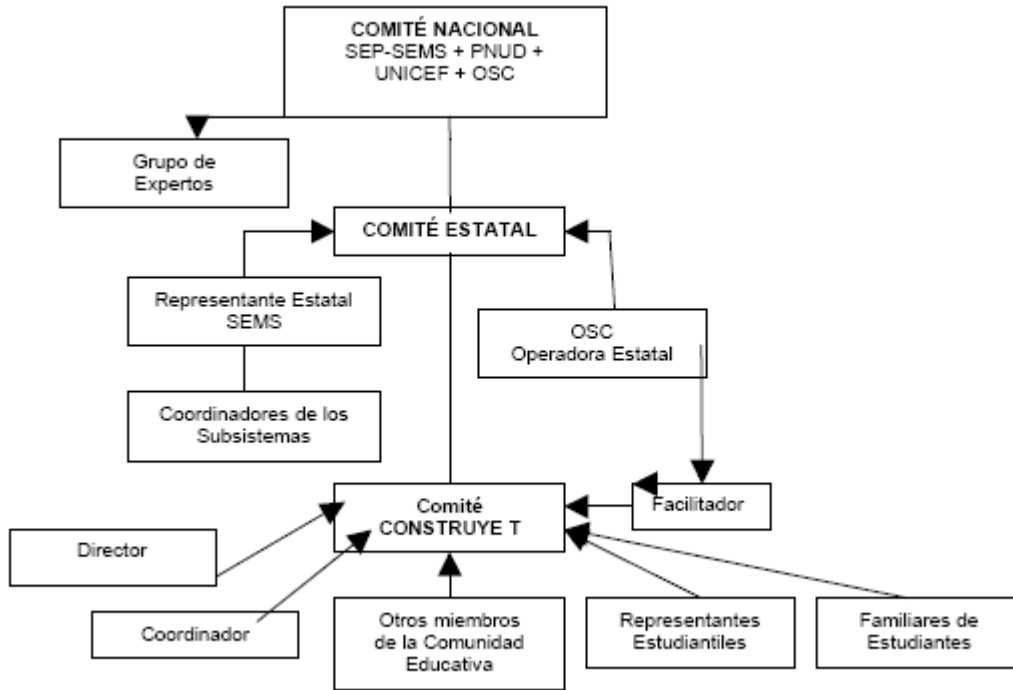 COMITÉ NACIONAL
SEP-SEMS + PNUD +
UNICEF + OSC
Grupo de
Expertos
COMITÉ ESTATAL
Representante Estatal
SEMS
OSC
Operadora Estatal
Coordinadores de los
Subsistemas
Comité
CONSTRUYE T
Facilitador
Director
Coordinador
Otros miembros
de la Comunidad
Educativa
Representantes
Estudiantiles
Familiares de
Estudiantes